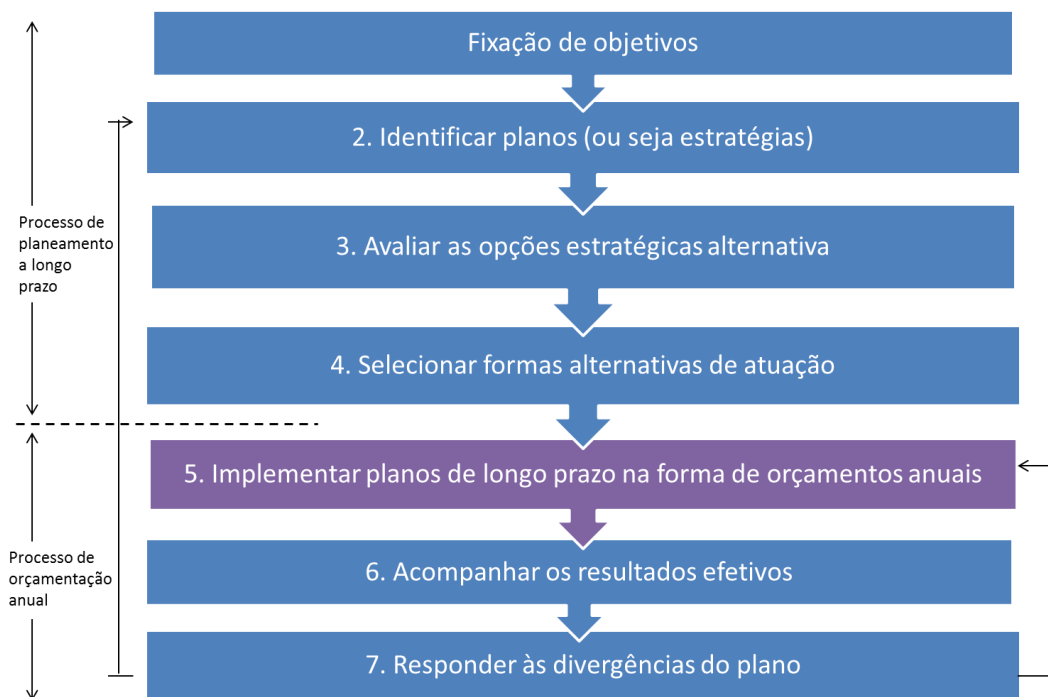 Fixação de objetivos
2. Identificar planos (ou seja estratégias)
Processo de
planeamento
a longo
prazo
3. Avaliar as opções estratégicas alternativa
4. Selecionar formas alternativas de atuação
5. Implementar planos de longo prazo na forma de orçamentos anuais
Processo de
orçamentação
anual
6. Acompanhar os resultados efetivos
7. Responder às divergências do plano